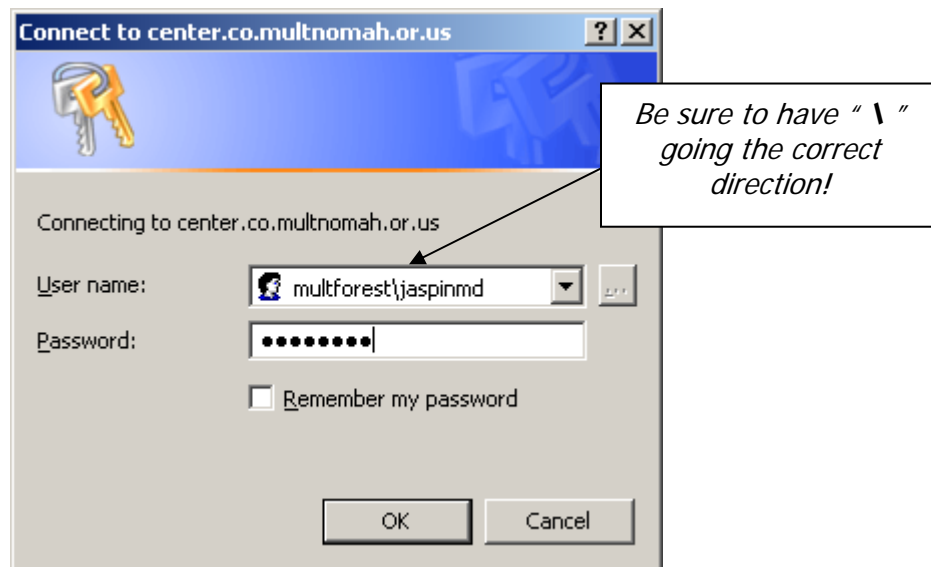 Connect to center.co.multnomah.or.us
Be sure to have “ \ ”
going the correct
direction!
Connecting to center.co.multnomah.or.us
User name:
multforest\jaspinmd
...
Password:
●●●●●●●●
Remember my password
OK
Cancel